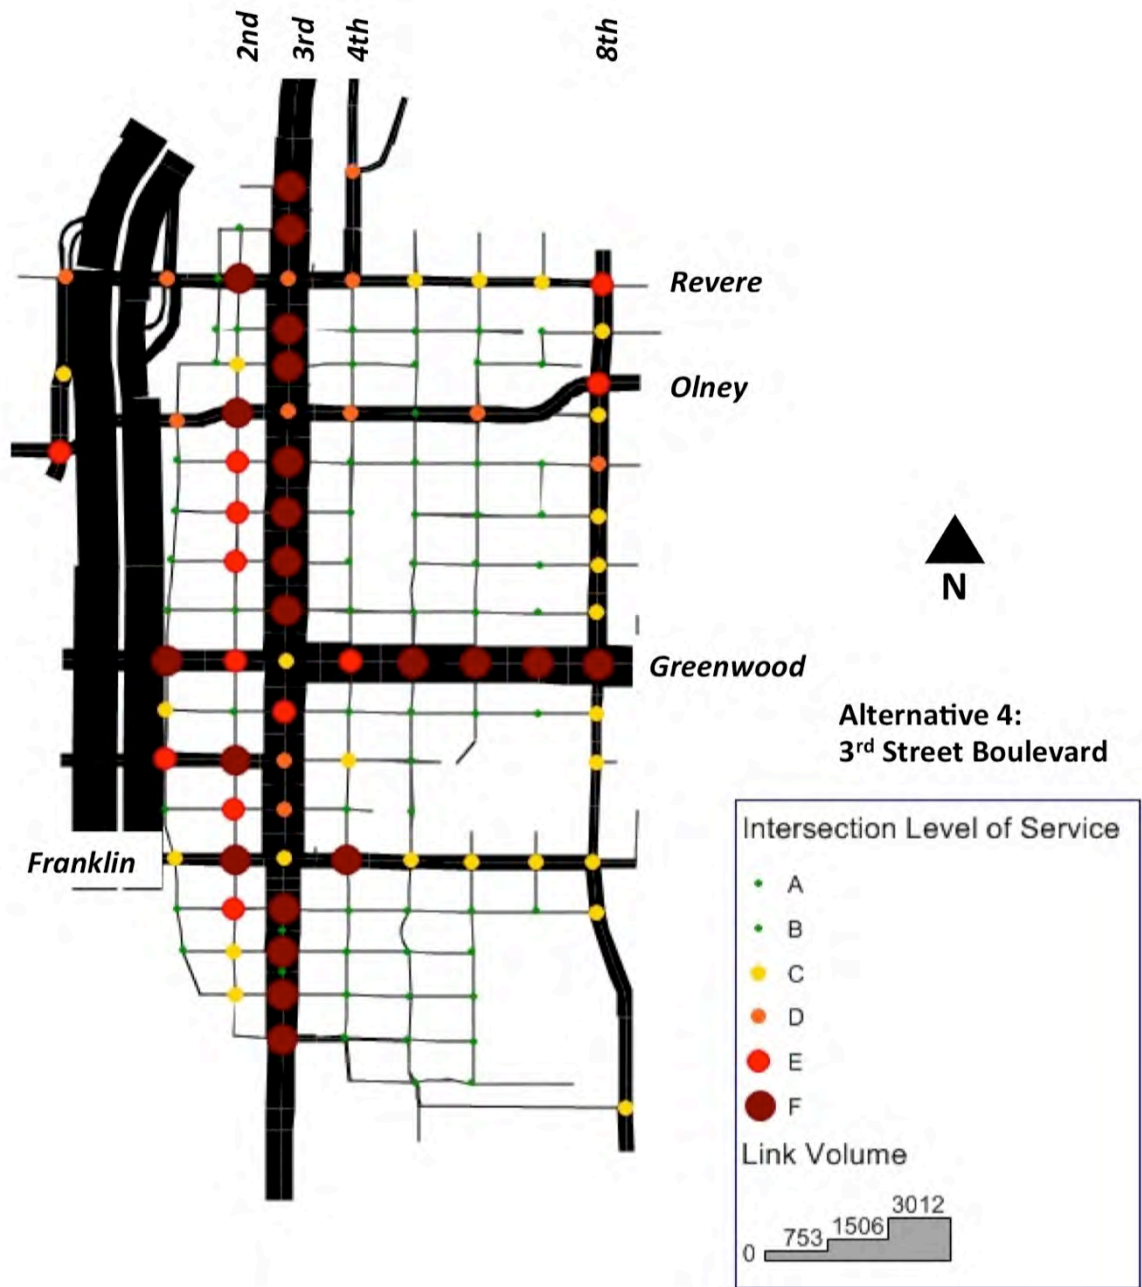 2nd
3rd
4th
8th
Revere
Olney
N
Greenwood
Alternative 4:
3rd Street Boulevard
Franklin
Intersection Level of Service
A
B
C
D
E
F
Link Volume
0 753 1506 3012